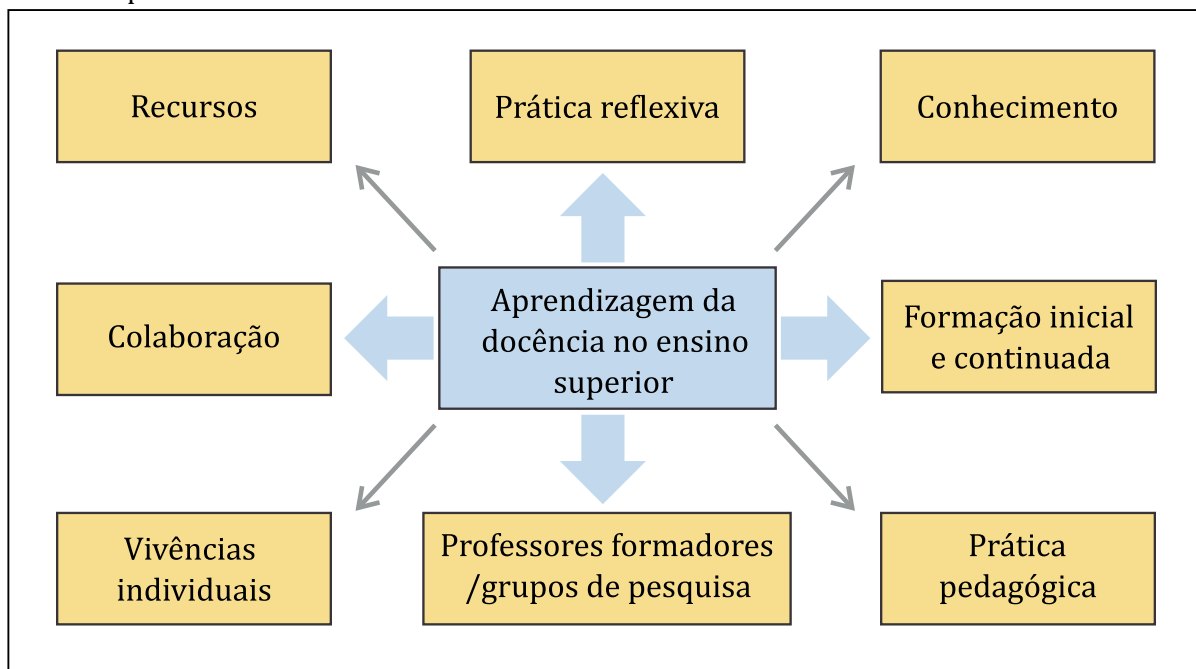 Recursos
Prática reflexiva
Conhecimento
Colaboração
Aprendizagem da
docência no ensino
superior
Formação inicial
e continuada
Vivências
individuais
Professores formadores
/grupos de pesquisa
Prática
pedagógica